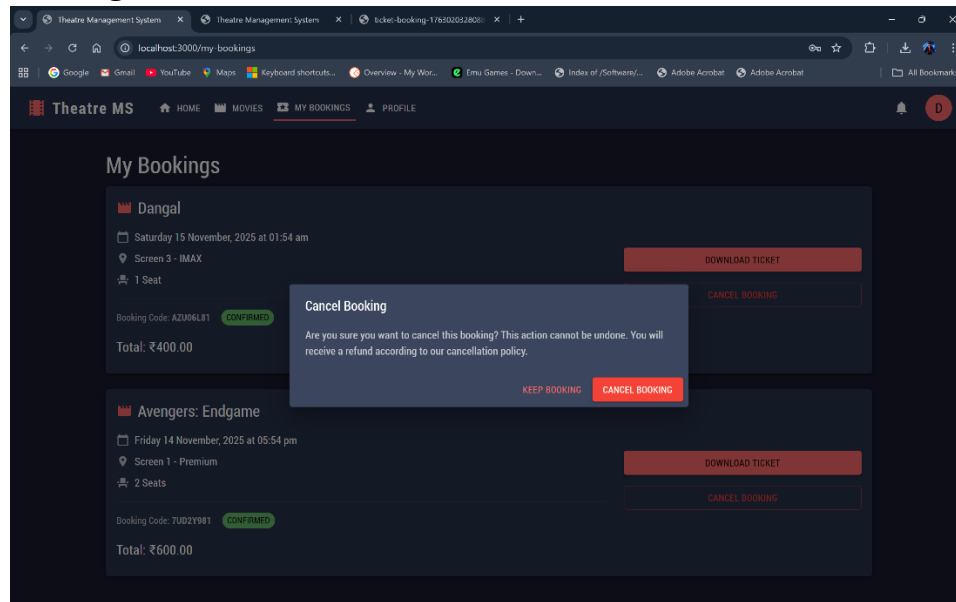 Theatre Management System
Theatre Management System
ticket-booking-1763020328085
localhost:3000/my-bookings
Google Gmail YouTube Maps Keyboard shortcuts... Overview - My Wor... Emu Games - Down... Index of /Software/... Adobe Acrobat Adobe Acrobat All Bookmark
Theatre MS HOME MOVIES MY BOOKINGS PROFILE D
My Bookings
Dangal
Saturday 15 November, 2025 at 01:54 am
Screen 3 - IMAX
1 Seat
Booking Code: AZU06L81 CONFIRMED
Total: ₹400.00
DOWNLOAD TICKET
CANCEL BOOKING
Cancel Booking
Are you sure you want to cancel this booking? This action cannot be undone. You will
receive a refund according to our cancellation policy.
KEEP BOOKING CANCEL BOOKING
Avengers: Endgame
Friday 14 November, 2025 at 05:54 pm
Screen 1 - Premium
2 Seats
Booking Code: 7UD2Y981 CONFIRMED
Total: ₹600.00
DOWNLOAD TICKET
CANCEL BOOKING